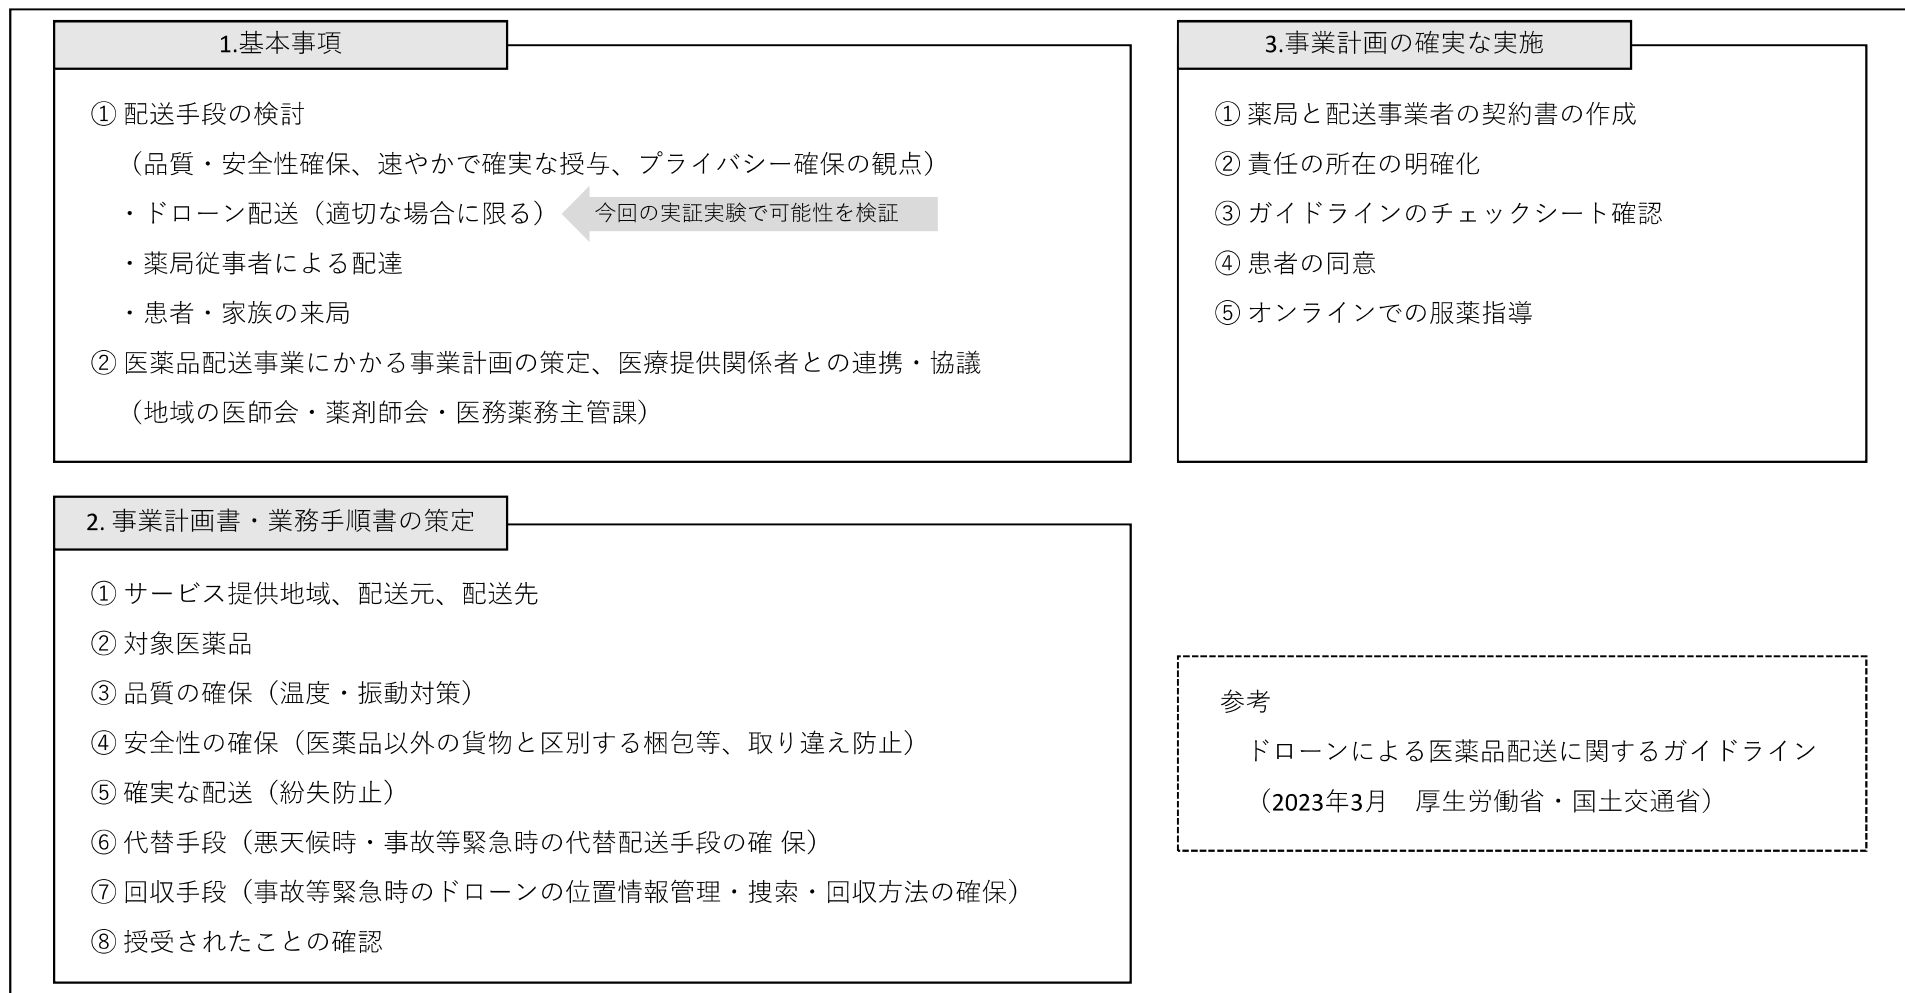 1.基本事項
① 配送手段の検討
（品質・安全性確保、速やかで確実な授与、プライバシー確保の観点）
・ドローン配送（適切な場合に限る）
今回の実証実験で可能性を検証
・薬局従事者による配達
・患者・家族の来局
② 医薬品配送事業にかかる事業計画の策定、医療提供関係者との連携・協議
（地域の医師会・薬剤師会・医務薬務主管課）
2. 事業計画書・業務手順書の策定
① サービス提供地域、配送元、配送先
② 対象医薬品
③ 品質の確保（温度・振動対策）
④ 安全性の確保（医薬品以外の貨物と区別する梱包等、取り違え防止）
⑤ 確実な配送（紛失防止）
⑥ 代替手段（悪天候時・事故等緊急時の代替配送手段の確 保）
⑦ 回収手段（事故等緊急時のドローンの位置情報管理・捜索・回収方法の確保）
⑧ 授受されたことの確認
3.事業計画の確実な実施
① 薬局と配送事業者の契約書の作成
② 責任の所在の明確化
③ ガイドラインのチェックシート確認
④ 患者の同意
⑤ オンラインでの服薬指導
参考
ドローンによる医薬品配送に関するガイドライン
（2023年3月　厚生労働省・国土交通省）